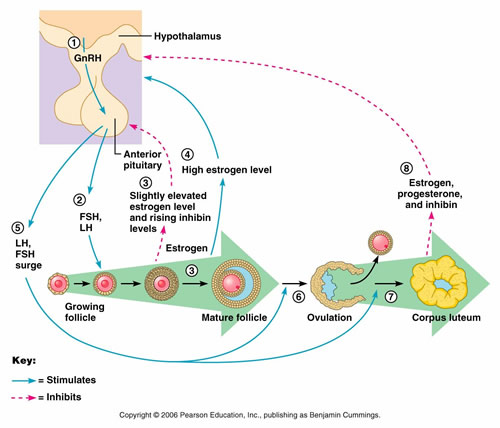 Hypothalamus
①
GnRH
Anterior
pituitary
④
High estrogen level
⑧
Estrogen,
progesterone,
and inhibin
③
Slightly elevated
estrogen level
and rising inhibin
levels
②
FSH,
LH
⑤
LH,
FSH
surge
Estrogen
③
Growing
follicle
Mature follicle
⑥
Ovulation
⑦
Corpus luteum
Key:
= Stimulates
= Inhibits
Copyright © 2006 Pearson Education, Inc., publishing as Benjamin Cummings.